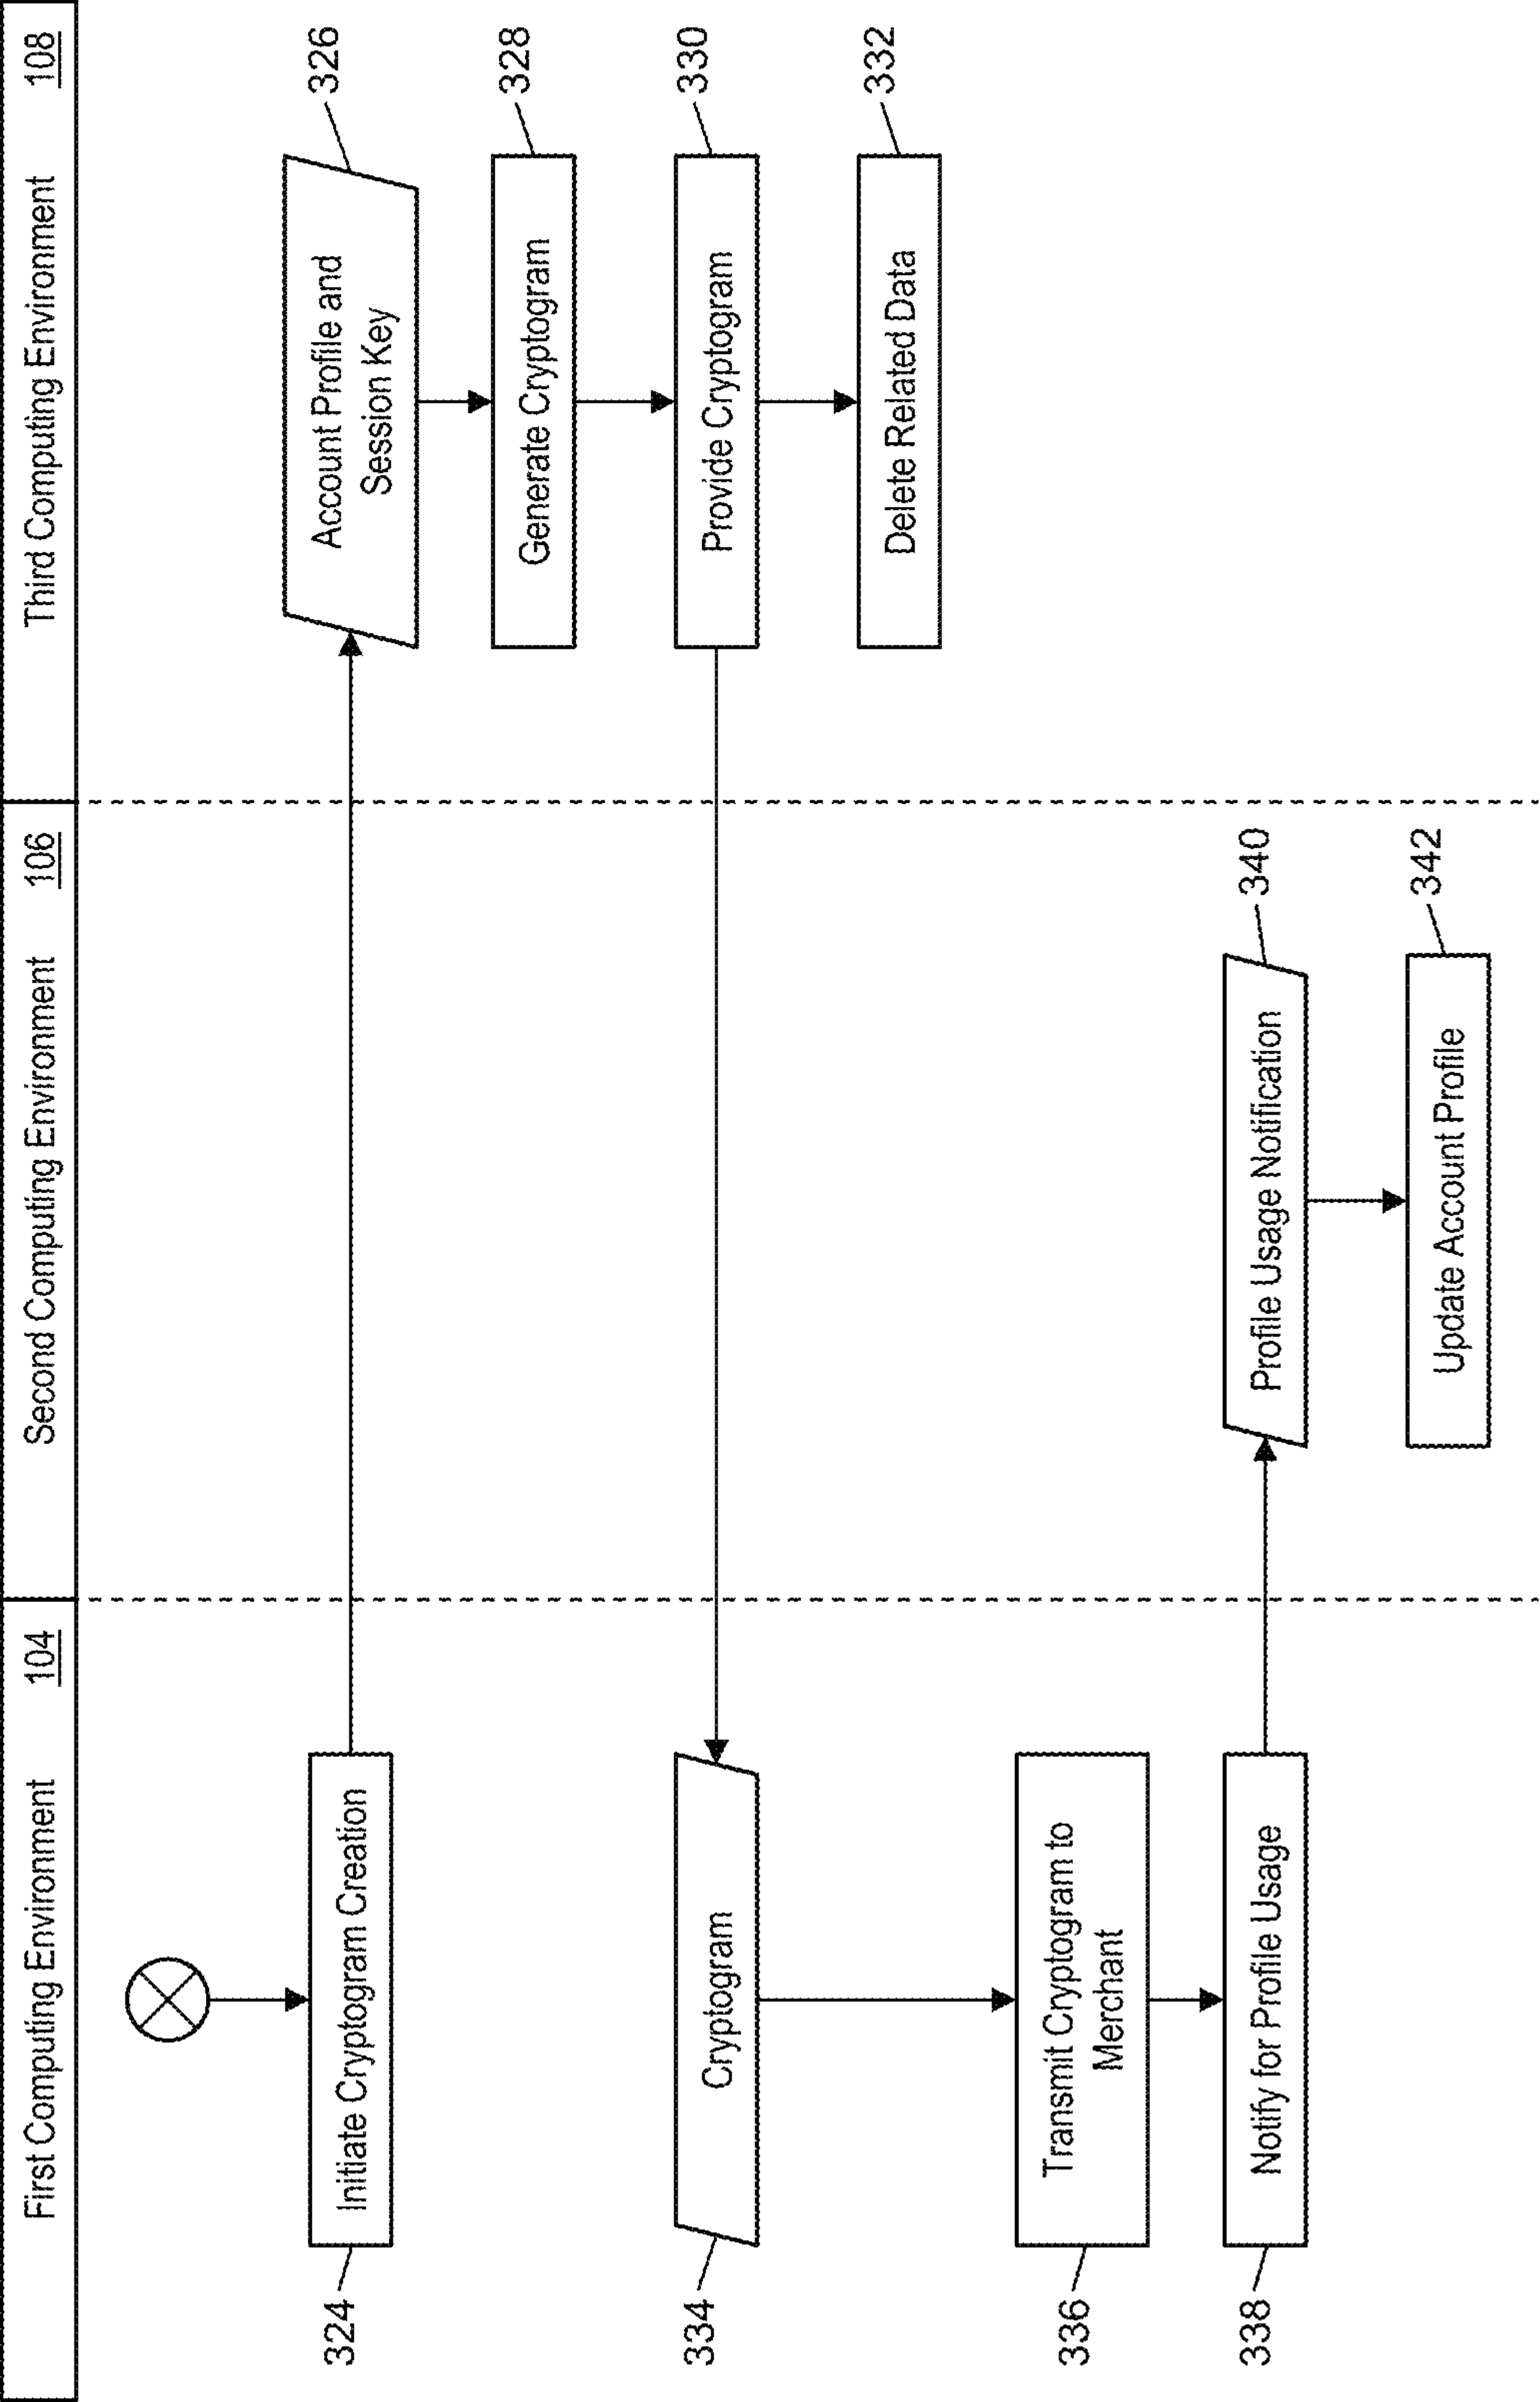 First Computing Environment 104
Second Computing Environment 106
Third Computing Environment 108
324
Initiate Cryptogram Creation
Account Profile and
Session Key
326
Generate Cryptogram
328
334
Cryptogram
Provide Cryptogram
330
Delete Related Data
332
336
Transmit Cryptogram to
Merchant
338
Notify for Profile Usage
Profile Usage Notification
340
Update Account Profile
342